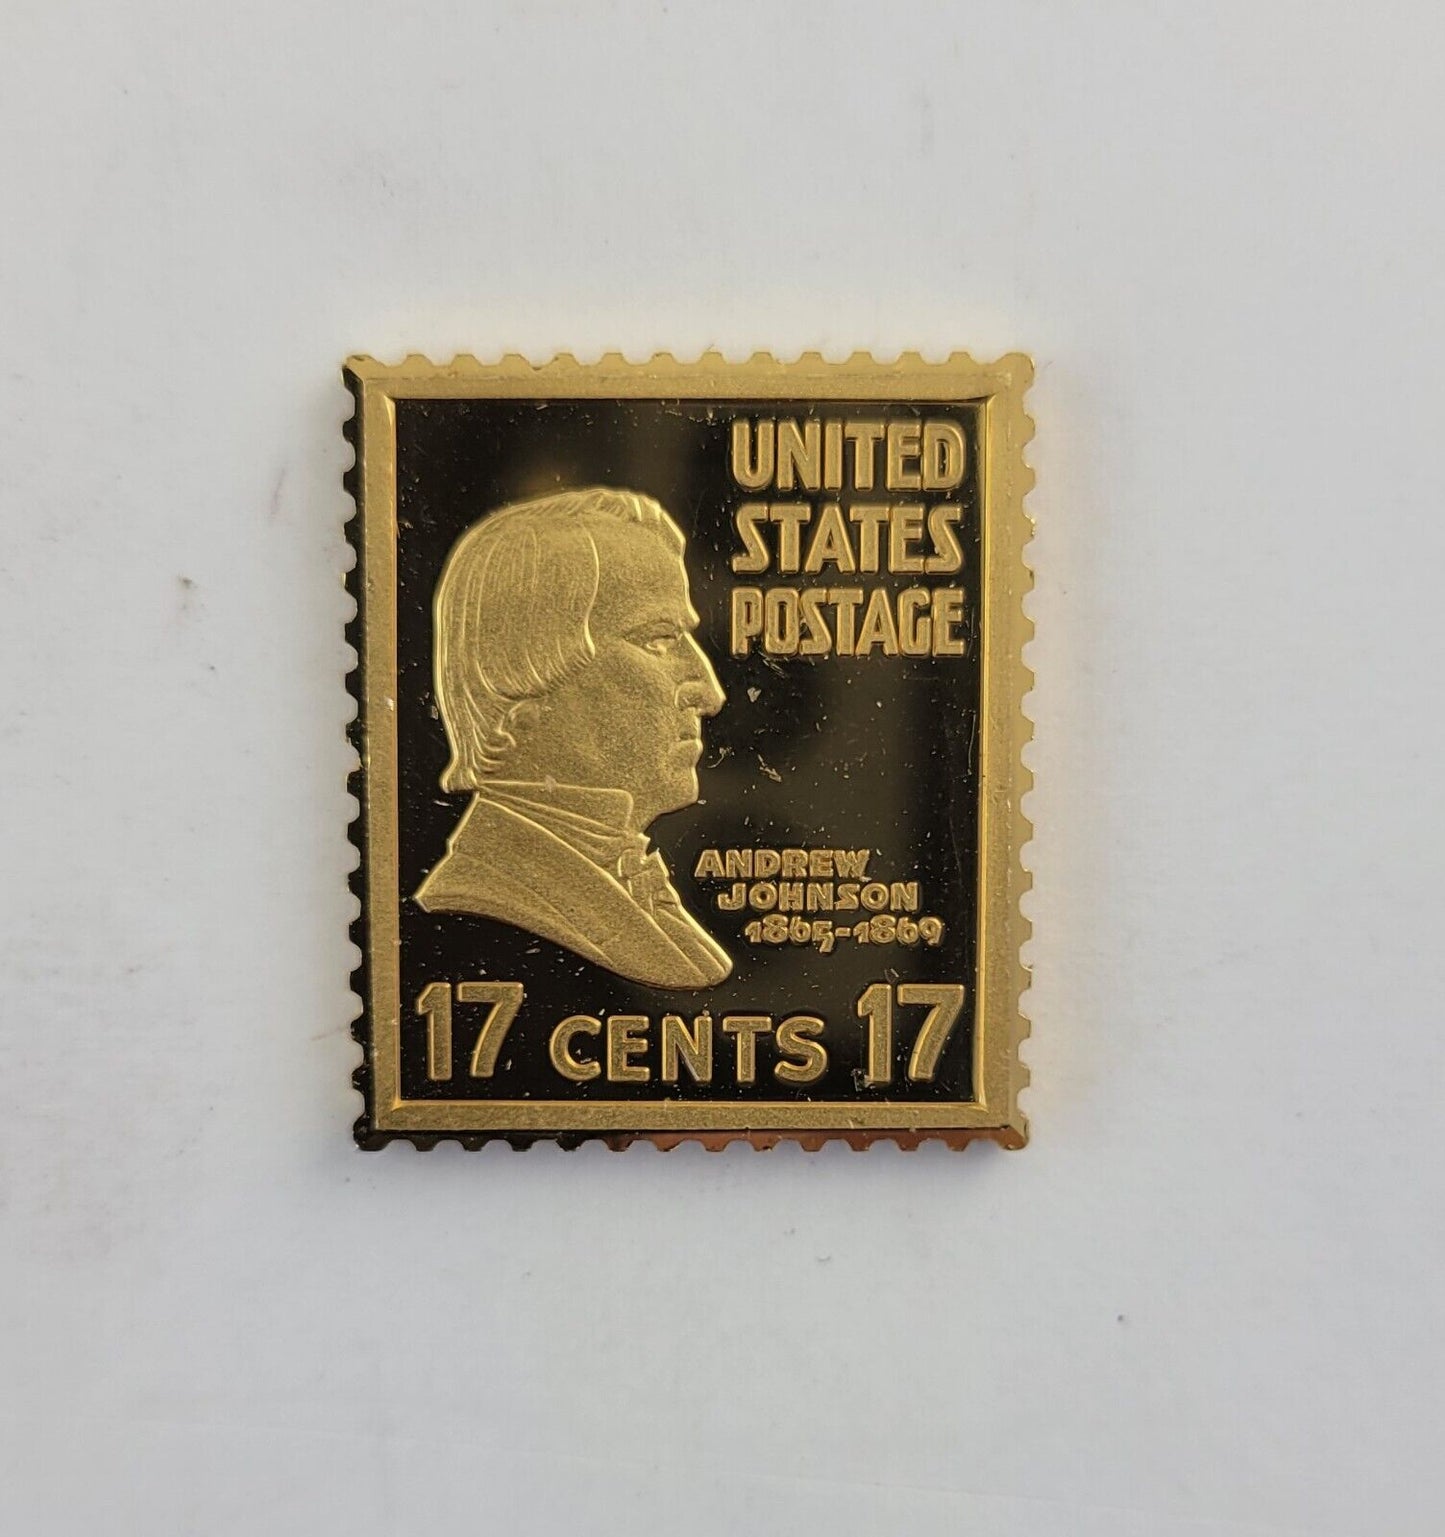 UNITED
STATES
POSTAGE
ANDREW
JOHNSON
1865-1869
17 CENTS 17